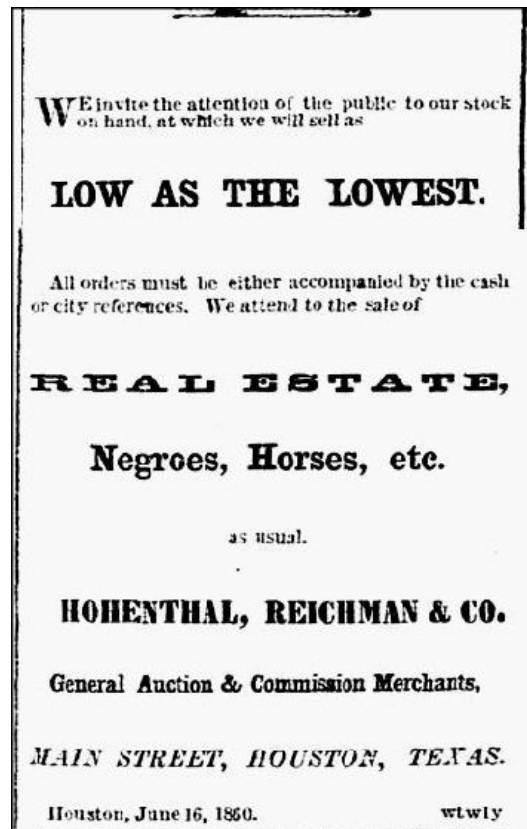 WE invite the attention of the public to our stock
on hand, at which we will sell as
LOW AS THE LOWEST.
All orders must be either accompanied by the cash
or city references. We attend to the sale of
REAL ESTATE,
Negroes, Horses, etc.
as usual.
HOHENTHAL, REICHMAN & CO.
General Auction & Commission Merchants,
MAIN STREET, HOUSTON, TEXAS.
Houston, June 16, 1860. wtwly